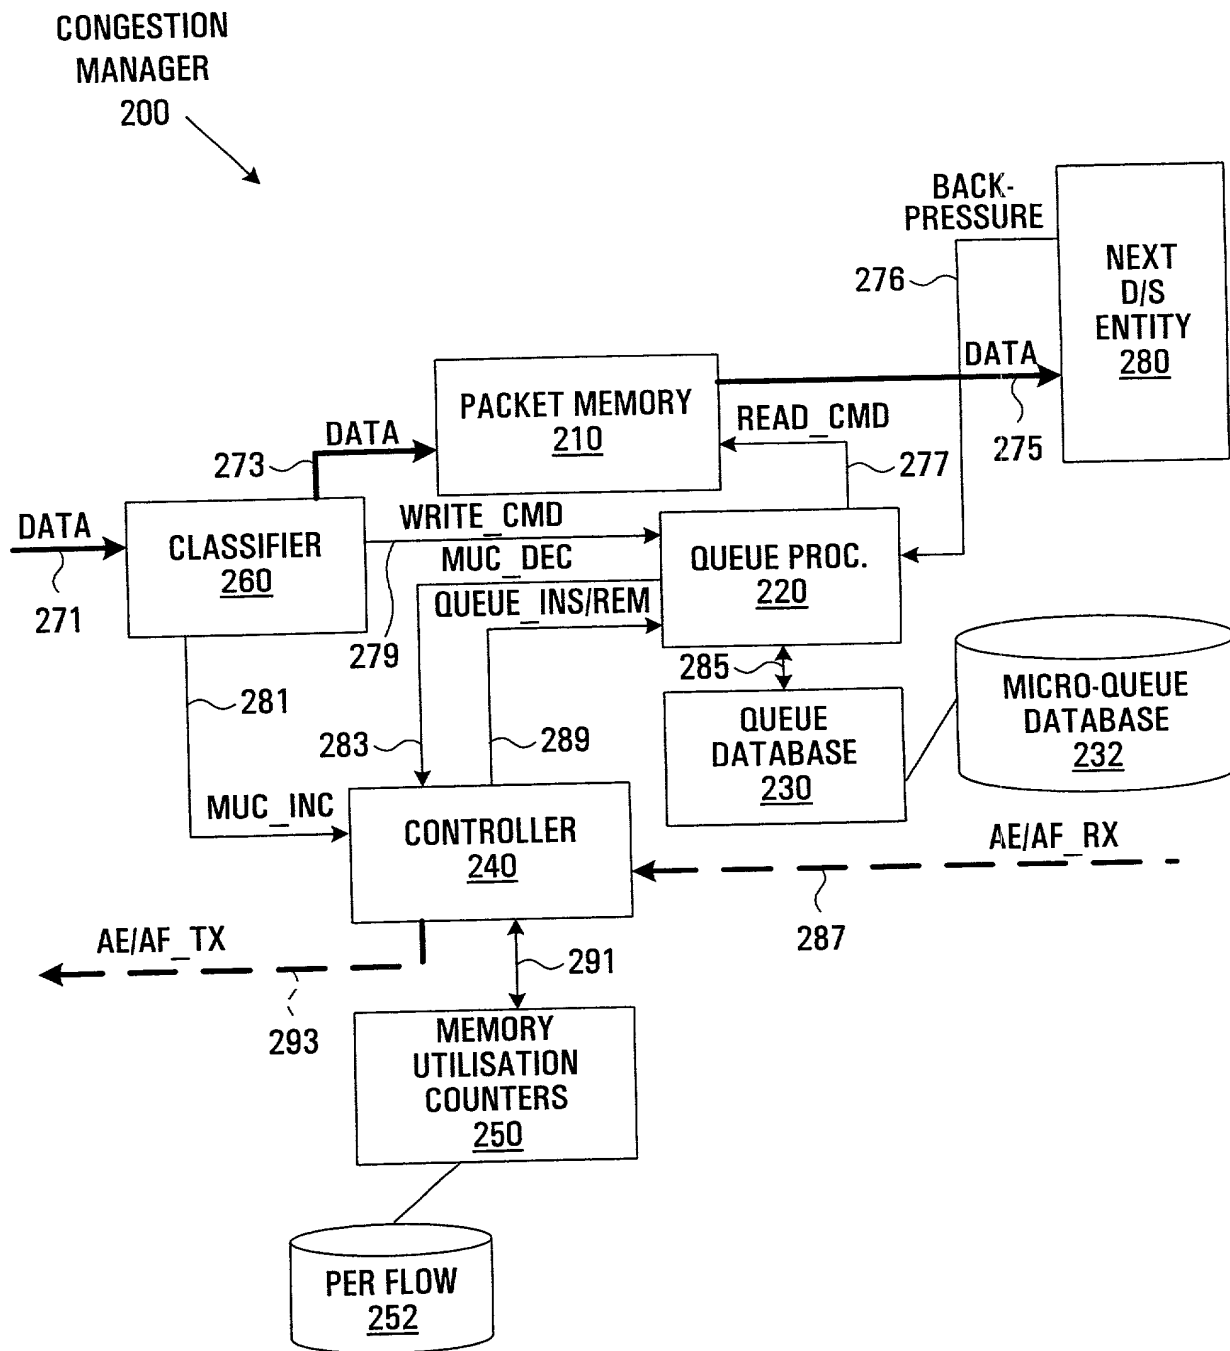 CONGESTION
MANAGER
200
BACK-
PRESSURE
276
NEXT
D/S
ENTITY
280
DATA
275
PACKET MEMORY
210
READ_CMD
277
DATA
273
DATA
271
CLASSIFIER
260
WRITE_CMD
279
MUC_DEC
QUEUE_INS/REM
QUEUE PROC.
220
285
281
283
289
QUEUE
DATABASE
230
MICRO-QUEUE
DATABASE
232
MUC_INC
CONTROLLER
240
AE/AF_RX
287
AE/AF_TX
293
291
MEMORY
UTILISATION
COUNTERS
250
PER FLOW
252